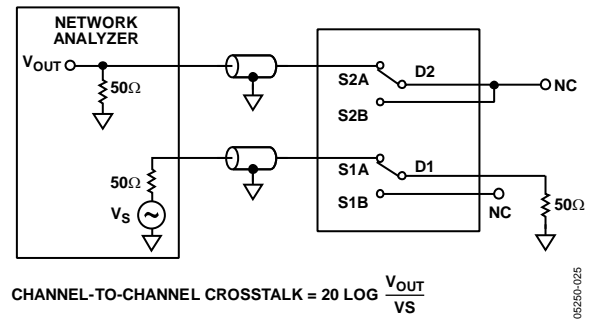 NETWORK
ANALYZER
VOUT
50Ω
S2A
D2
NC
S2B
50Ω
VS
S1A
D1
S1B
NC
50Ω
CHANNEL-TO-CHANNEL CROSSTALK = 20 LOG VOUT
VS
05250-025